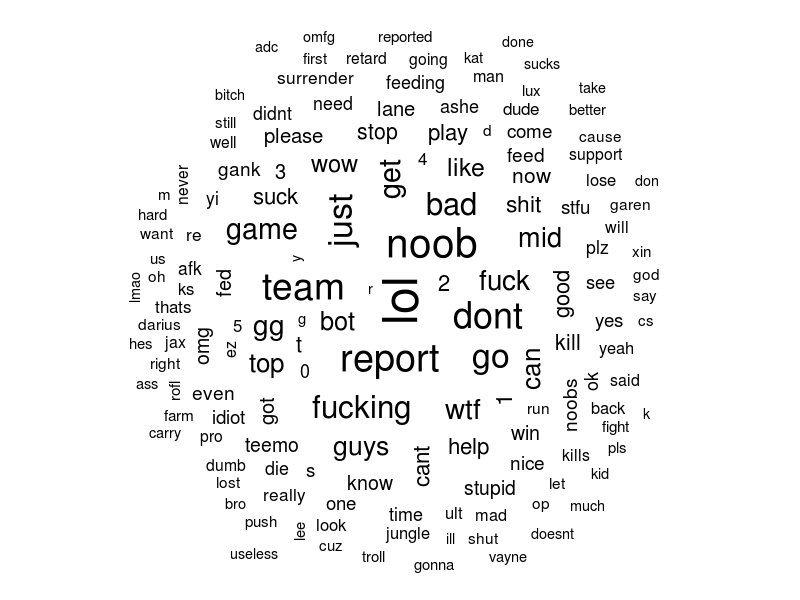 omfg reported
adc done
first retard going kat
sucks
surrender feeding man
bitch lux take
didnt need lane ashe dude better
still
well please stop play d come cause
gank 3 wow get 4 like feed support
never now lose don
m yi suck just bad shit stfu garen
hard
want re game noob mid will
plz xin
us y
oh afk fed team r lol 2 fuck good see god
lmao ks say
thats
darius 5 gg g bot dont yes cs
hes jax omg ez t kill yeah
right top 0 report go can
ass rofl even 1 noobs ok said
farm idiot got fucking wtf run back k
carry pro fight
teemo guys cant help win pls
dumb die s nice kills kid
lost know stupid let
bro really one op much
push time ult mad
lee look jungle ill shut doesnt
useless cuz troll gonna vayne